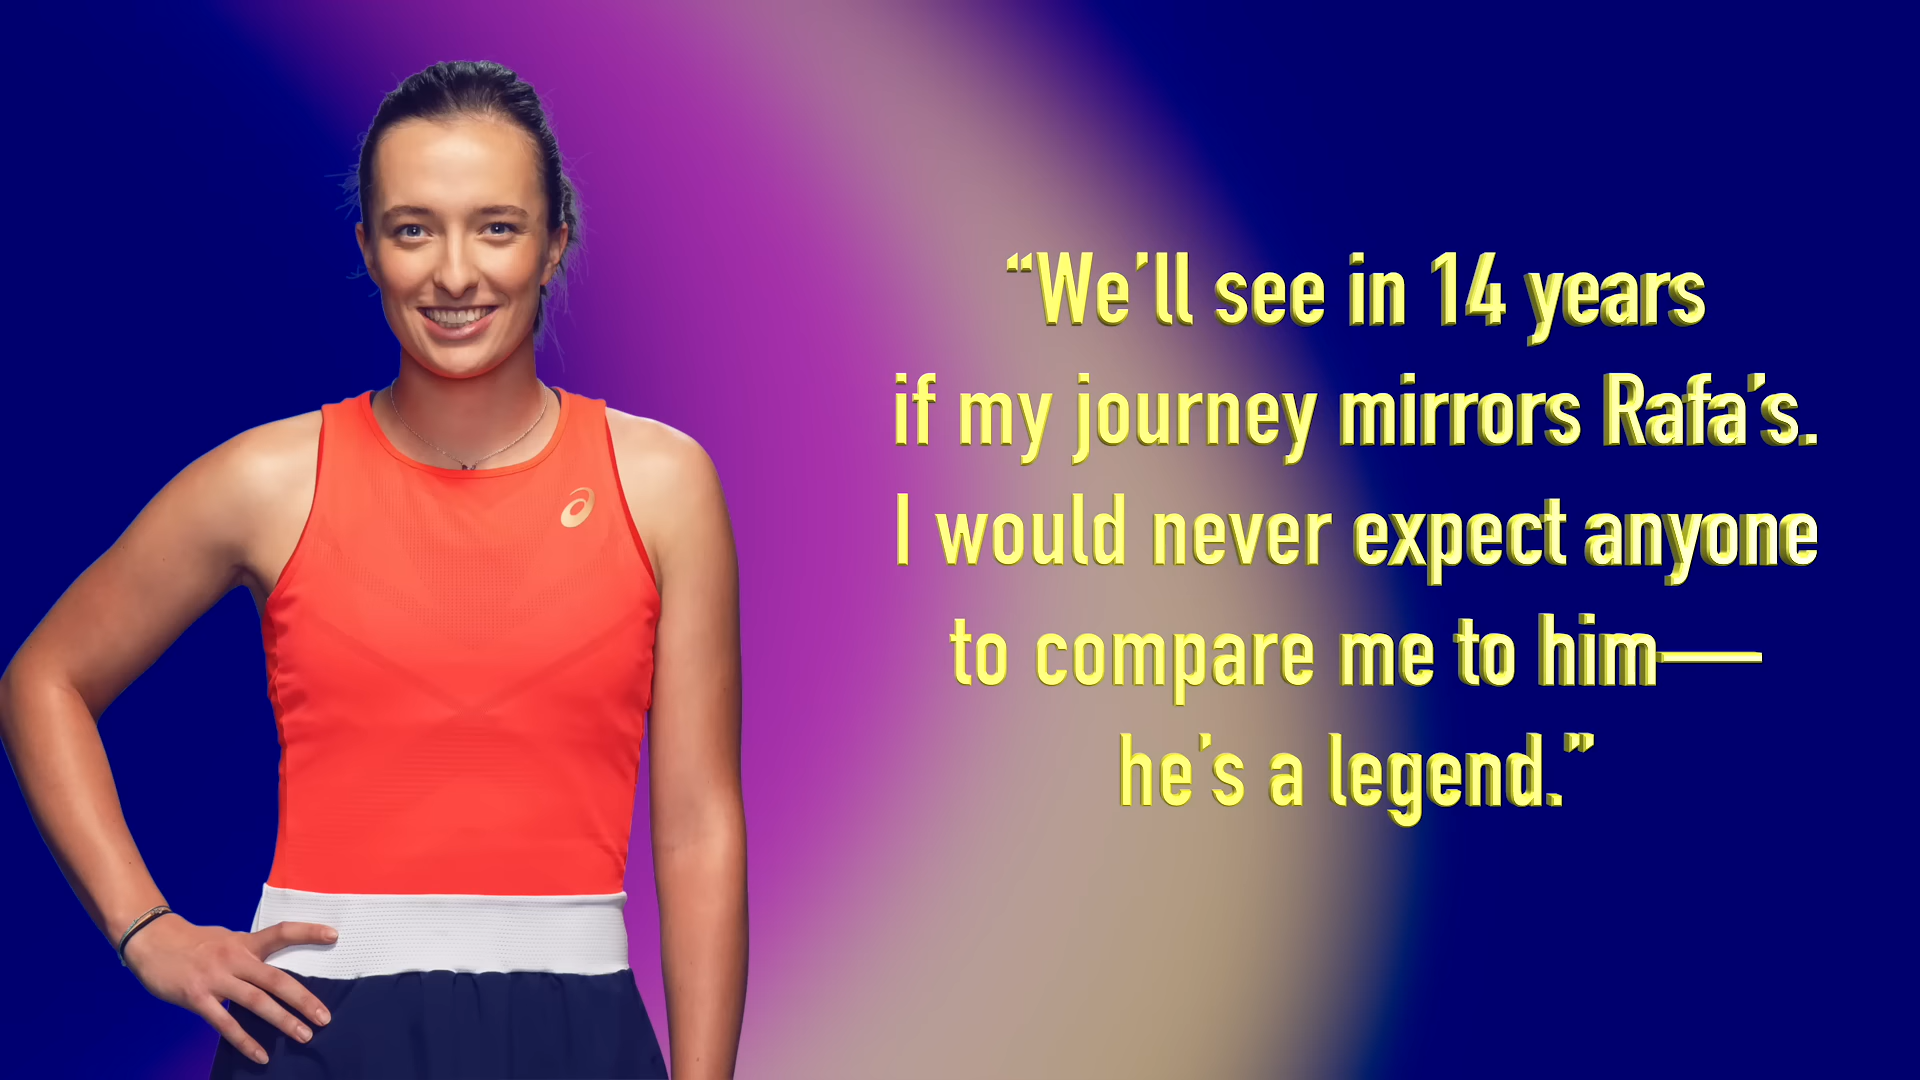 “We’ll see in 14 years
if my journey mirrors Rafa’s.
I would never expect anyone
to compare me to him—
he’s a legend.”